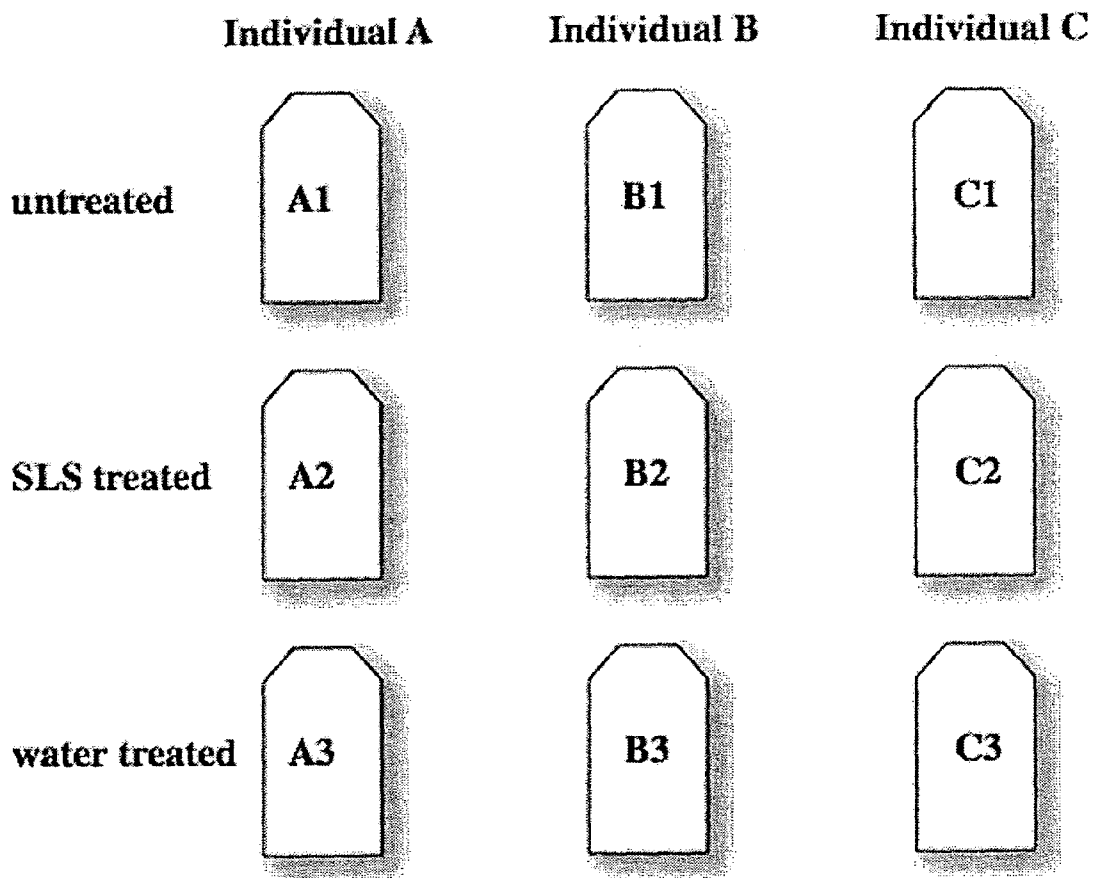 Individual A Individual B Individual C
untreated A1 B1 C1
SLS treated A2 B2 C2
water treated A3 B3 C3